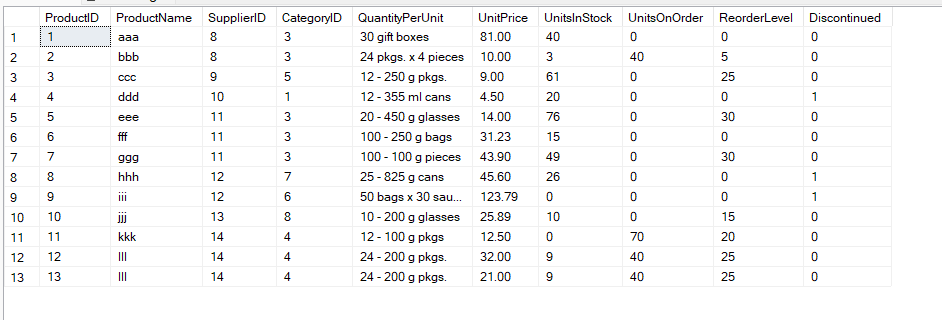 ProductID ProductName SupplierID CategoryID QuantityPerUnit UnitPrice UnitsInStock UnitsOnOrder ReorderLevel Discontinued
1 1 aaa 8 3 30 gift boxes 81.00 40 0 0 0
2 2 bbb 8 3 24 pkgs. x 4 pieces 10.00 3 40 5 0
3 3 ccc 9 5 12 - 250 g pkgs. 9.00 61 0 25 0
4 4 ddd 10 1 12 - 355 ml cans 4.50 20 0 0 1
5 5 eee 11 3 20 - 450 g glasses 14.00 76 0 30 0
6 6 fff 11 3 100 - 250 g bags 31.23 15 0 0 0
7 7 ggg 11 3 100 - 100 g pieces 43.90 49 0 30 0
8 8 hhh 12 7 25 - 825 g cans 45.60 26 0 0 1
9 9 iii 12 6 50 bags x 30 sau... 123.79 0 0 0 1
10 10 jjj 13 8 10 - 200 g glasses 25.89 10 0 15 0
11 11 kkk 14 4 12 - 100 g pkgs 12.50 0 70 20 0
12 12 lll 14 4 24 - 200 g pkgs. 32.00 9 40 25 0
13 13 lll 14 4 24 - 200 g pkgs. 21.00 9 40 25 0